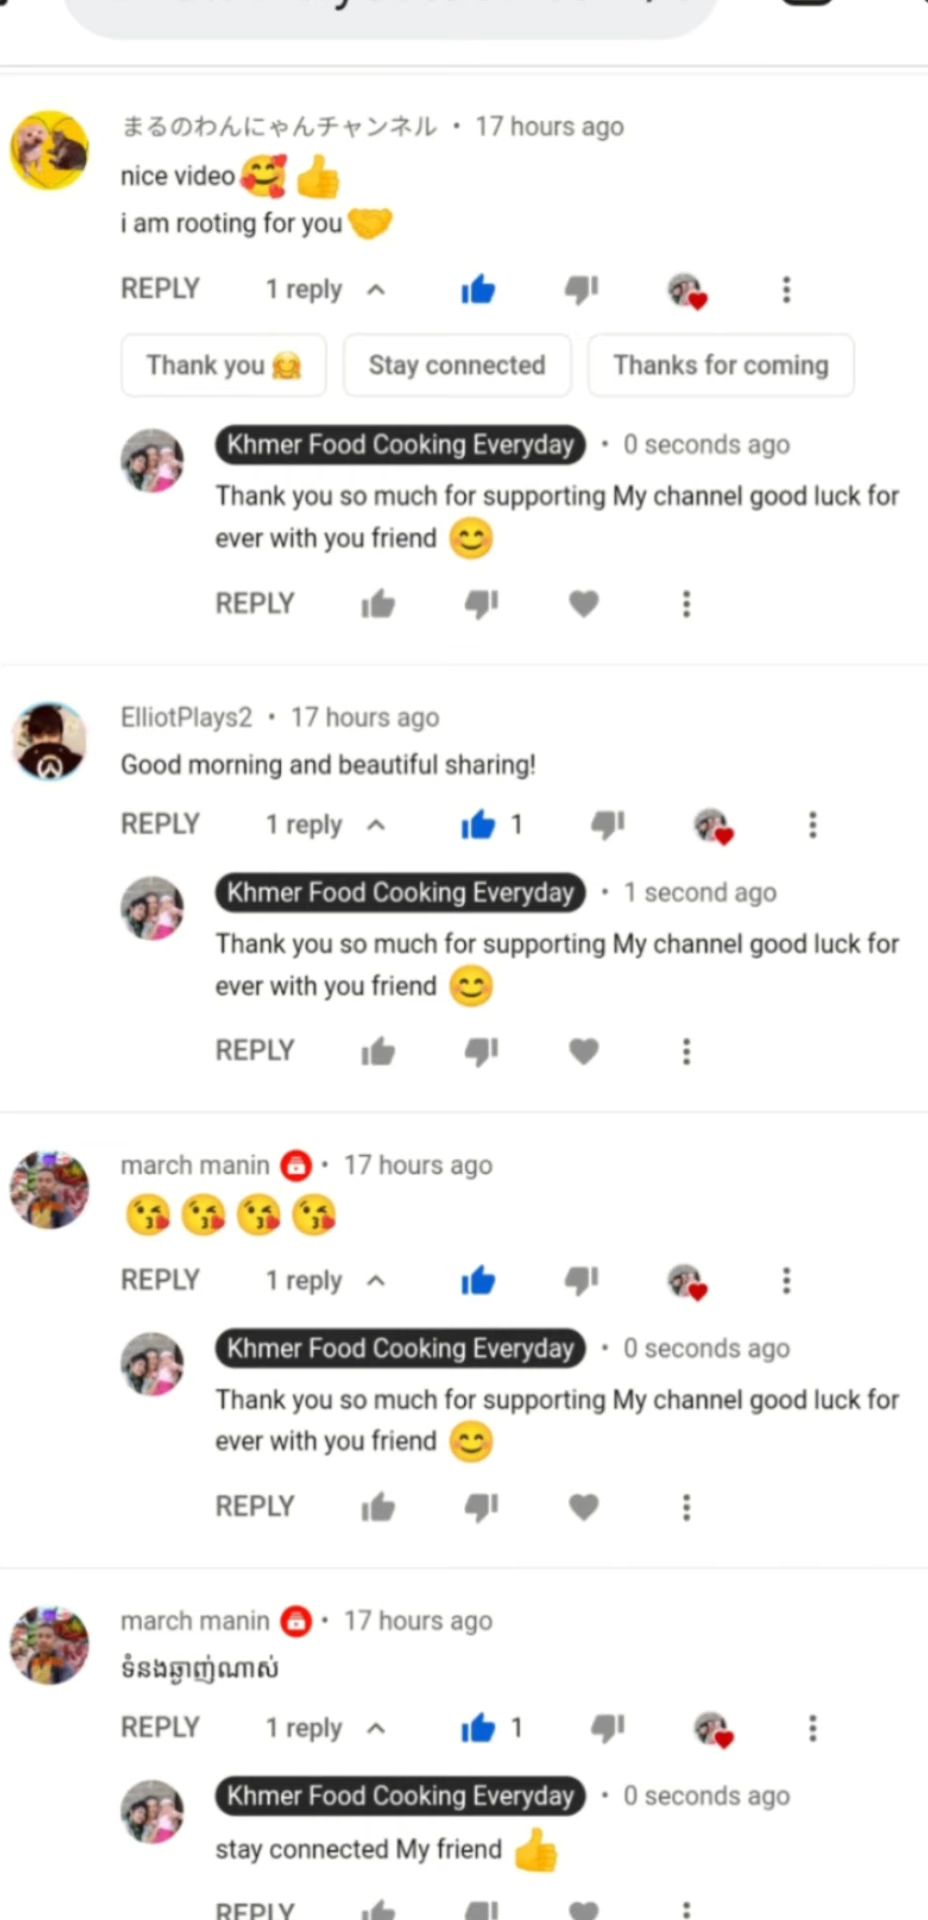 まるのわんにゃんチャンネル • 17 hours ago
nice video🥰👍
i am rooting for you🤝
REPLY 1 reply
Thank you 🤗 Stay connected Thanks for coming
Khmer Food Cooking Everyday • 0 seconds ago
Thank you so much for supporting My channel good luck for
ever with you friend 😊
REPLY
ElliotPlays2 • 17 hours ago
Good morning and beautiful sharing!
REPLY 1 reply 1
Khmer Food Cooking Everyday • 1 second ago
Thank you so much for supporting My channel good luck for
ever with you friend 😊
REPLY
march manin • 17 hours ago
😘😘😘😘
REPLY 1 reply
Khmer Food Cooking Everyday • 0 seconds ago
Thank you so much for supporting My channel good luck for
ever with you friend 😊
REPLY
march manin • 17 hours ago
ទំនងឆ្ងាញ់ណាស់
REPLY 1 reply 1
Khmer Food Cooking Everyday • 0 seconds ago
stay connected My friend 👍
REPLY